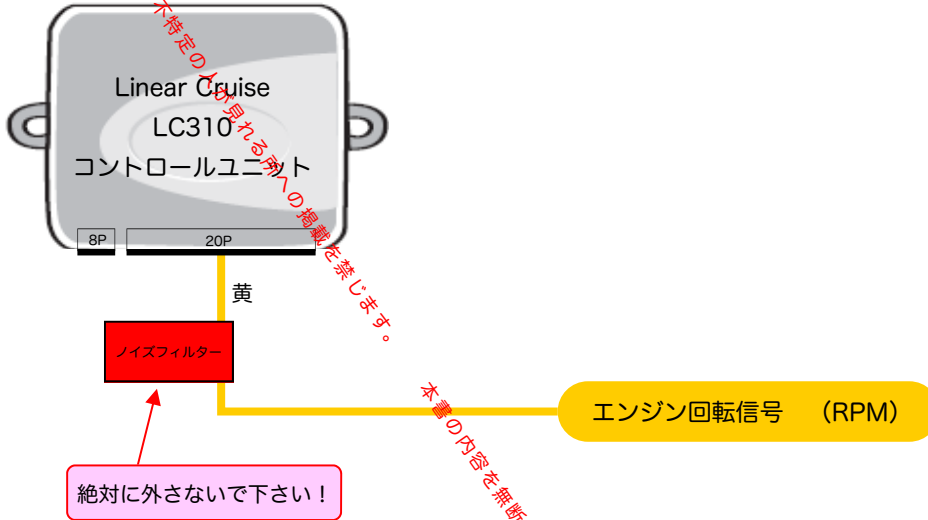 Linear Cruise
LC310
コントロールユニット
8P
20P
黄
ノイズフィルター
エンジン回転信号 （RPM）
絶対に外さないで下さい！
不特定の人が見れる所への掲載を禁じます。
本書の内容を無断